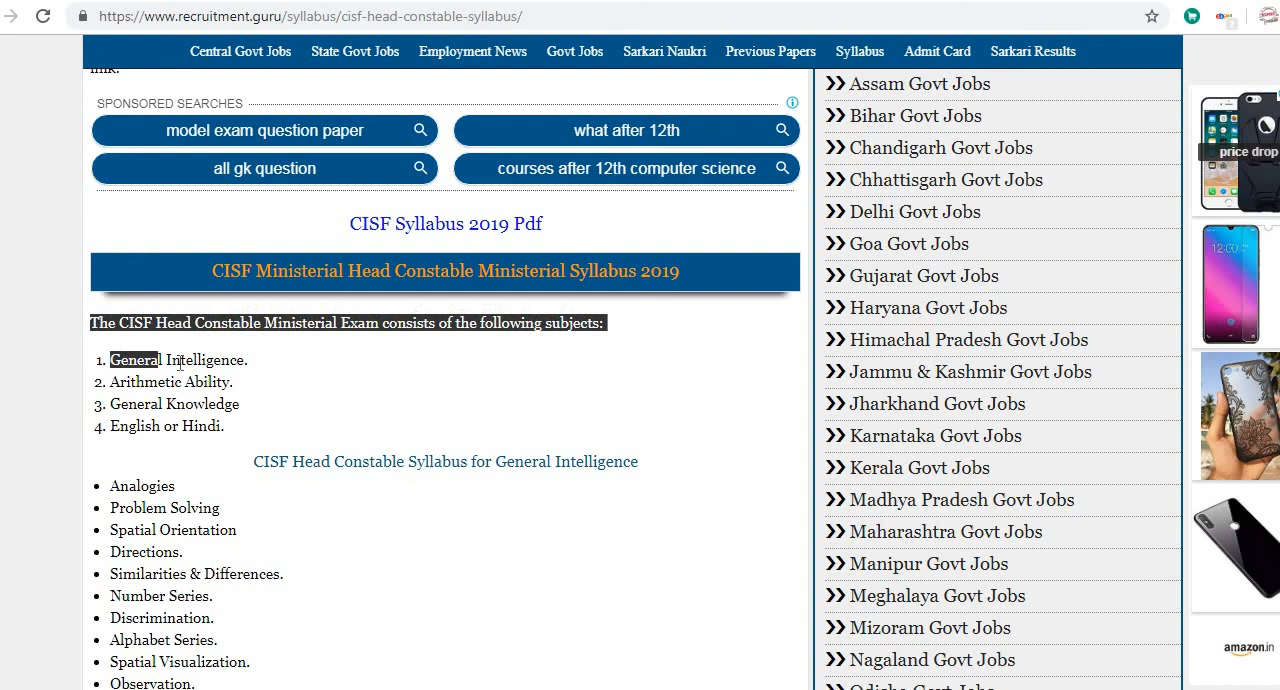 https://www.recruitment.guru/syllabus/cisf-head-constable-syllabus/
Central Govt Jobs State Govt Jobs Employment News Govt Jobs Sarkari Naukri Previous Papers Syllabus Admit Card Sarkari Results
link.
SPONSORED SEARCHES
model exam question paper what after 12th
all gk question courses after 12th computer science
CISF Syllabus 2019 Pdf
CISF Ministerial Head Constable Ministerial Syllabus 2019
The CISF Head Constable Ministerial Exam consists of the following subjects:
1. General Intelligence.
2. Arithmetic Ability.
3. General Knowledge
4. English or Hindi.
CISF Head Constable Syllabus for General Intelligence
• Analogies
• Problem Solving
• Spatial Orientation
• Directions.
• Similarities & Differences.
• Number Series.
• Discrimination.
• Alphabet Series.
• Spatial Visualization.
• Observation.
Assam Govt Jobs
Bihar Govt Jobs
Chandigarh Govt Jobs
Chhattisgarh Govt Jobs
Delhi Govt Jobs
Goa Govt Jobs
Gujarat Govt Jobs
Haryana Govt Jobs
Himachal Pradesh Govt Jobs
Jammu & Kashmir Govt Jobs
Jharkhand Govt Jobs
Karnataka Govt Jobs
Kerala Govt Jobs
Madhya Pradesh Govt Jobs
Maharashtra Govt Jobs
Manipur Govt Jobs
Meghalaya Govt Jobs
Mizoram Govt Jobs
Nagaland Govt Jobs
Odisha Govt Jobs
price drop
12:00
amazon.in